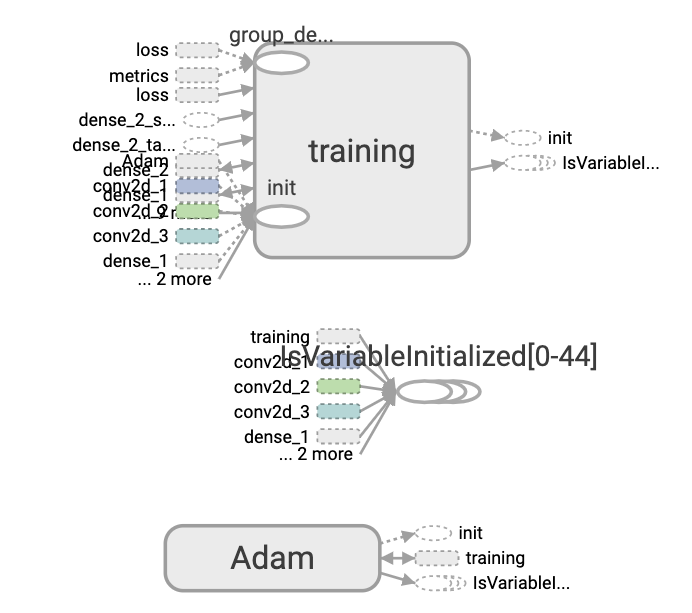 group_de...
loss
metrics
loss
dense_2_s...
dense_2_ta...
Adam
dense_2
conv2d_1
dense_1
conv2d_2
conv2d_3
dense_1
... 2 more
training
init
init
IsVariableI...
training
IsVariableInitialized[0-44]
conv2d_1
conv2d_2
conv2d_3
dense_1
... 2 more
Adam
init
training
IsVariableI...